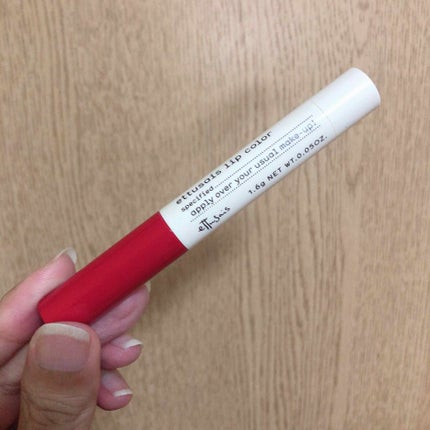 ettusais lip color
specified
apply over your usual make-up!
ettusais
1.6g NET WT.0.05OZ.